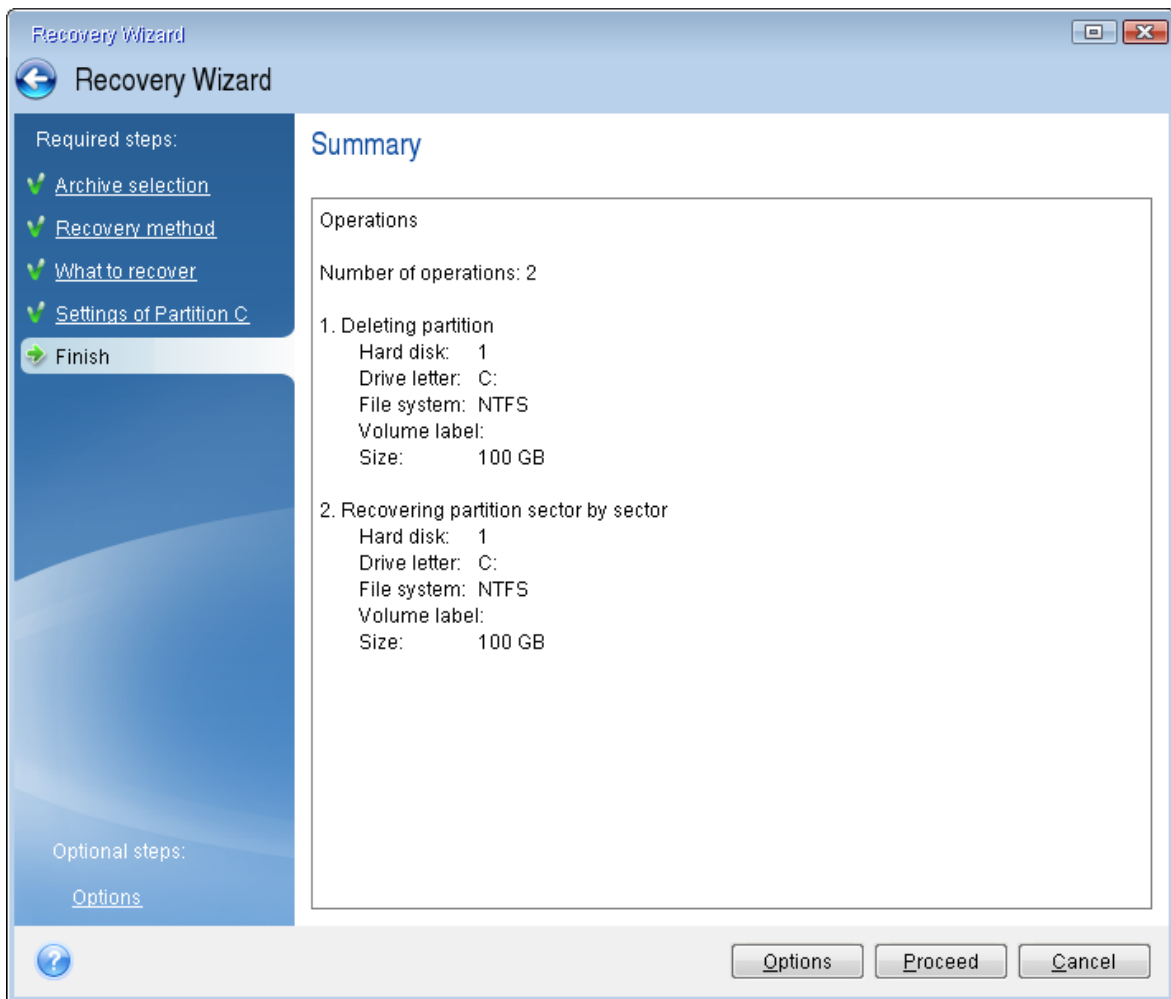 Recovery Wizard
Recovery Wizard
Required steps:
Archive selection
Recovery method
What to recover
Settings of Partition C
Finish
Optional steps:
Options
Summary
Operations
Number of operations: 2
1. Deleting partition
Hard disk: 1
Drive letter: C:
File system: NTFS
Volume label:
Size: 100 GB
2. Recovering partition sector by sector
Hard disk: 1
Drive letter: C:
File system: NTFS
Volume label:
Size: 100 GB
Options Proceed Cancel